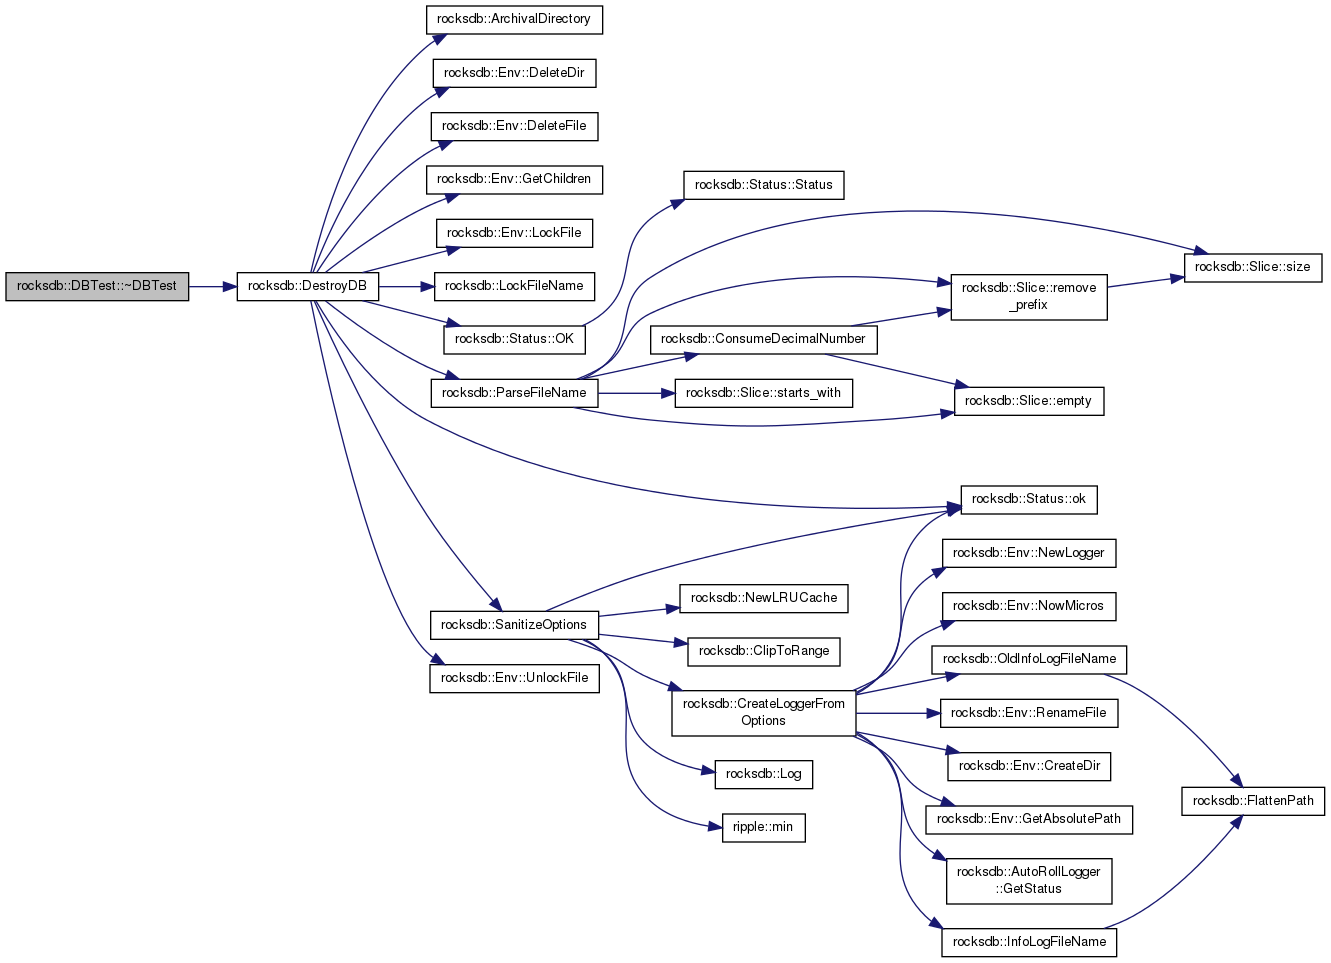 rocksdb::DBTest::~DBTest
rocksdb::DestroyDB
rocksdb::ArchivalDirectory
rocksdb::Env::DeleteDir
rocksdb::Env::DeleteFile
rocksdb::Env::GetChildren
rocksdb::Env::LockFile
rocksdb::LockFileName
rocksdb::Status::OK
rocksdb::ParseFileName
rocksdb::SanitizeOptions
rocksdb::Env::UnlockFile
rocksdb::Status::Status
rocksdb::ConsumeDecimalNumber
rocksdb::Slice::starts_with
rocksdb::NewLRUCache
rocksdb::ClipToRange
rocksdb::CreateLoggerFrom
Options
rocksdb::Log
ripple::min
rocksdb::Slice::remove
_prefix
rocksdb::Slice::empty
rocksdb::Status::ok
rocksdb::Env::NewLogger
rocksdb::Env::NowMicros
rocksdb::OldInfoLogFileName
rocksdb::Env::RenameFile
rocksdb::Env::CreateDir
rocksdb::Env::GetAbsolutePath
rocksdb::AutoRollLogger
::GetStatus
rocksdb::InfoLogFileName
rocksdb::Slice::size
rocksdb::FlattenPath